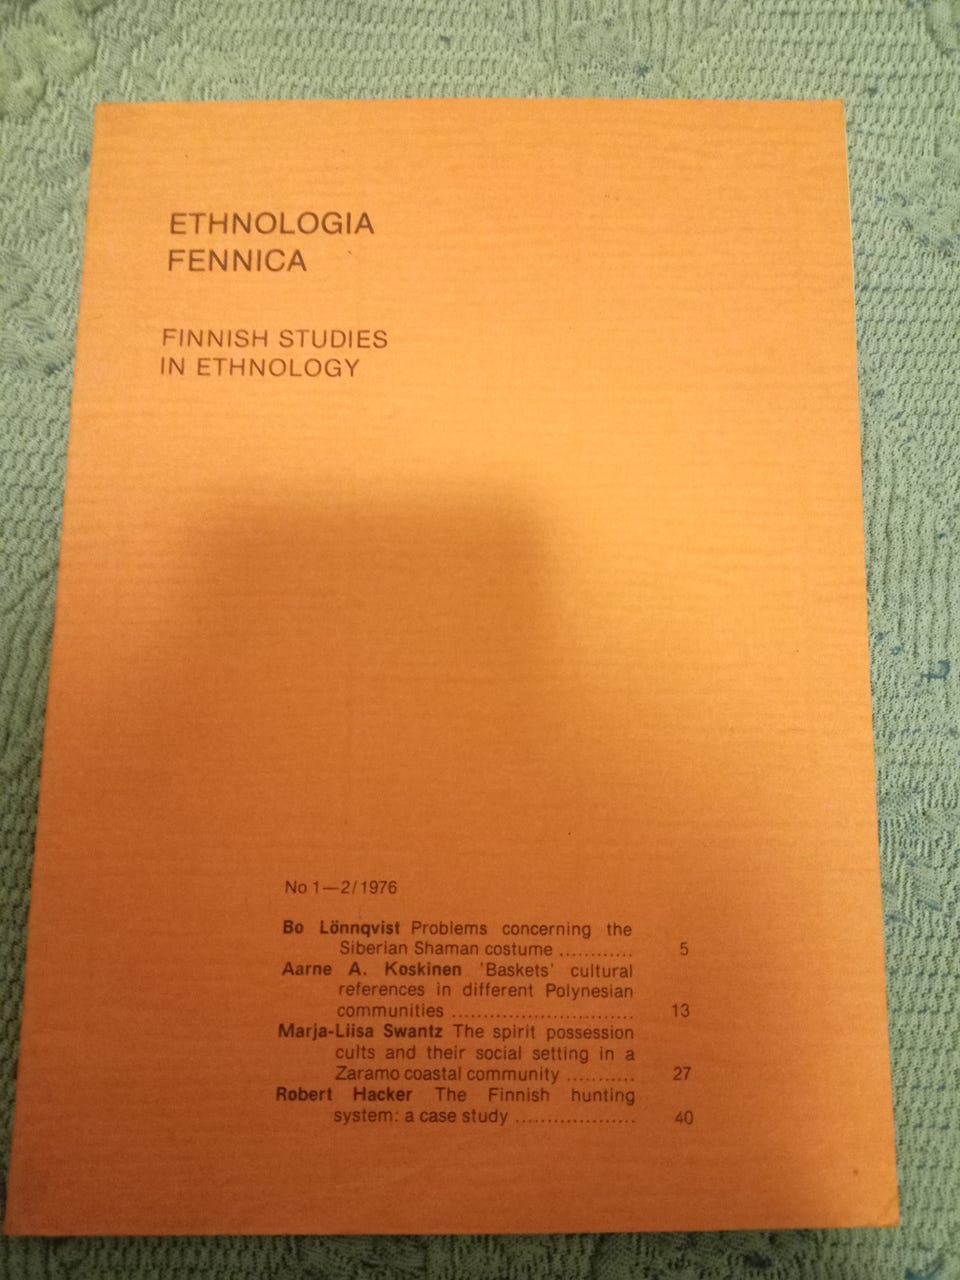 ETHNOLOGIA
FENNICA
FINNISH STUDIES
IN ETHNOLOGY
No 1—2/1976
Bo Lönnqvist Problems concerning the
Siberian Shaman costume ............ 5
Aarne A. Koskinen 'Baskets' cultural
references in different Polynesian
communities ............................. 13
Marja-Liisa Swantz The spirit possession
cults and their social setting in a
Zaramo coastal community ........... 27
Robert Hacker The Finnish hunting
system: a case study .................... 40